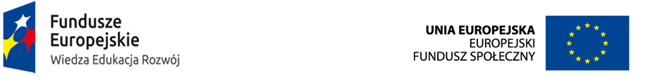 Fundusze
Europejskie
Wiedza Edukacja Rozwój
UNIA EUROPEJSKA
EUROPEJSKI
FUNDUSZ SPOŁECZNY